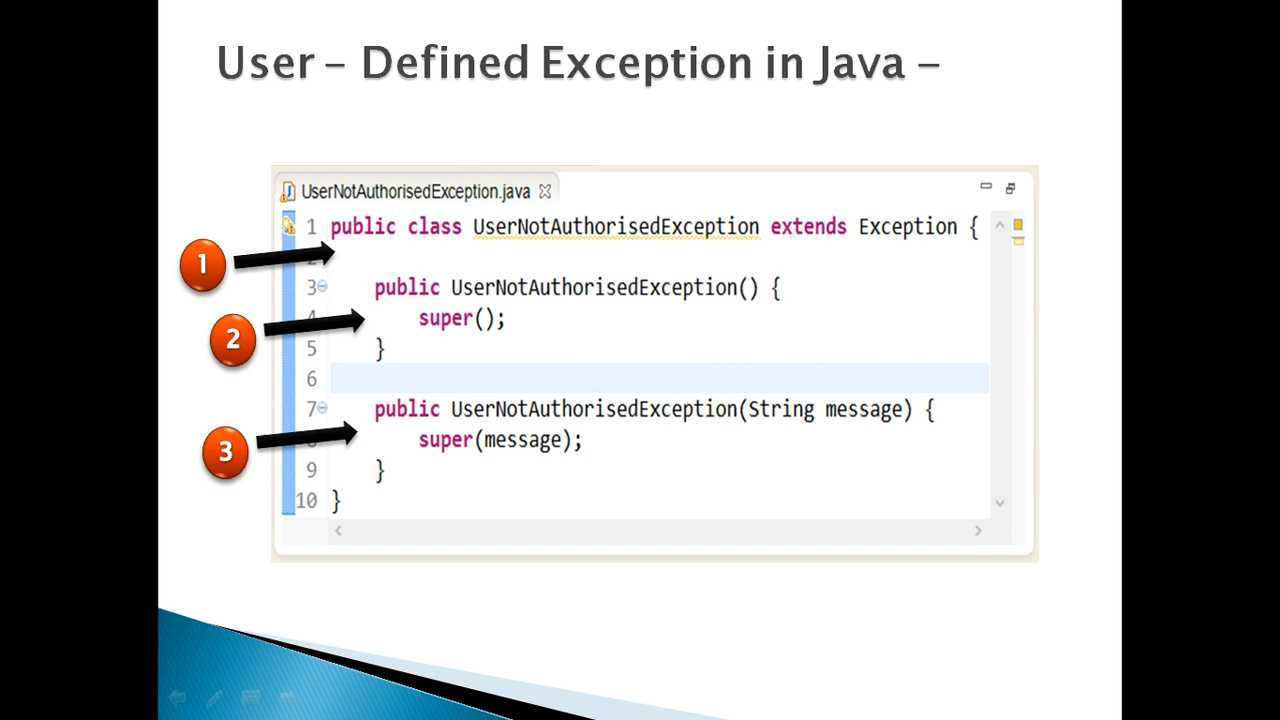 User – Defined Exception in Java –
UserNotAuthorisedException.java
1 public class UserNotAuthorisedException extends Exception {
1
3 public UserNotAuthorisedException() {
super();
2
5 }
6
7 public UserNotAuthorisedException(String message) {
super(message);
3
9 }
10 }